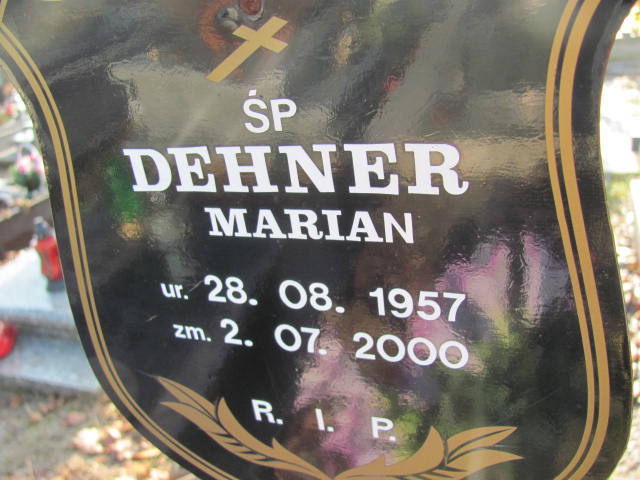 ŚP
DEHNER
MARIAN
ur. 28. 08. 1957
zm. 2. 07. 2000
R. I. P.